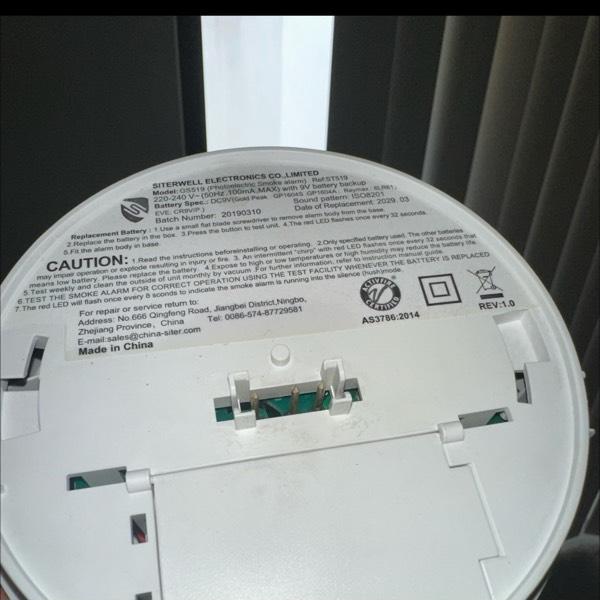 SITERWELL ELECTRONICS CO.,LIMITED
Model: GS519 (Photoelectric Smoke alarm) Ref:ST519
220-240 V~(50Hz ,100mA,MAX) with 9V battery backup
Battery Spec.: DC9V(Gold Peak GP1604S GP1604A ; Raymax 6LR61;
EVE: CR9V/P ) Sound pattern: ISO8201
Batch Number: 20190310 Date of Replacement: 2029. 03
Replacement Battery : 1.Use a small flat blade screwdriver to remove alarm body from the base.
2.Replace the battery in the box. 3.Press the button to test unit. 4.The red LED flashes once every 32 seconds.
5.Fit the alarm body in base.
CAUTION: 1.Read the instructions before installing or operating. 2.Only specified battery used. The other batteries
may impair operation or explode resulting in injury or fire. 3. An intermittent "chirp" with red LED flashes once every 32 seconds that
means low battery. Please replace the battery. 4.Expose to high or low temperatures or high humidity may reduce the battery life.
5.Test weekly and clean the outside of unit monthly by vacuum .For further information, refer to instruction manual guide.
6.TEST THE SMOKE ALARM FOR CORRECT OPERATION USING THE TEST FACILITY WHENEVER THE BATTERY IS REPLACED
7.The red LED will flash once every 8 seconds to indicate the smoke alarm is running into the silence (hush)mode.
For repair or service return to:
Address: No.666 Qingfeng Road, Jiangbei District,Ningbo,
Zhejiang Province, China Tel: 0086-574-87729581
E-mail:sales@china-siter.com
Made in China
CERTIFIED
AS3786:2014
REV:1.0